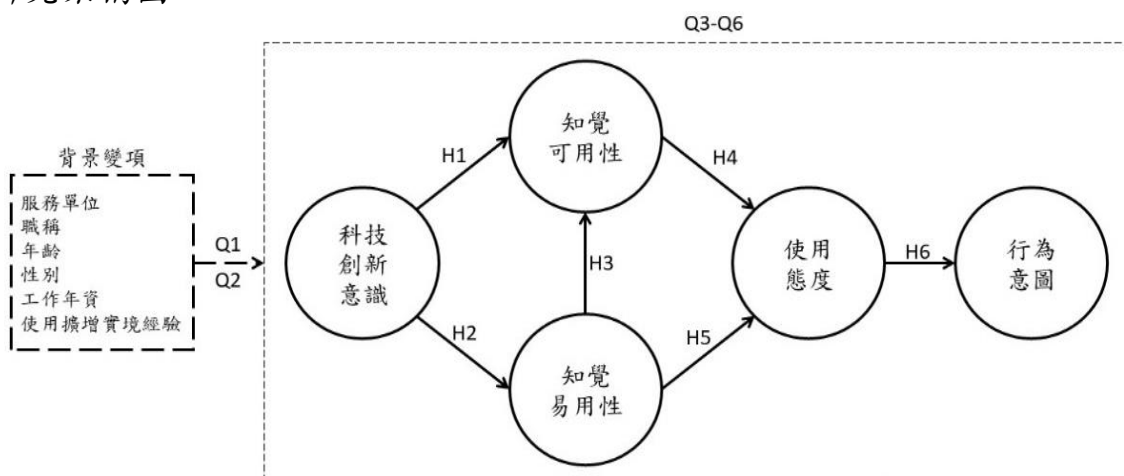 Q3-Q6
背景變項
服務單位
職稱
年齡
性別
工作年資
使用擴增實境經驗
Q1
Q2
科技
創新
意識
H1
H2
知覺
可用性
H3
知覺
易用性
H4
H5
使用
態度
H6
行為
意圖